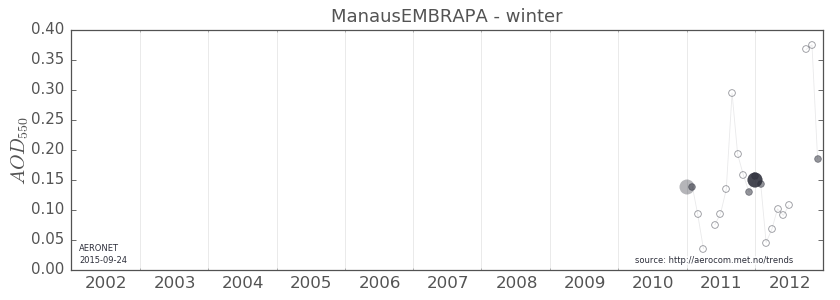 ManausEMBRAPA - winter
0.40
0.35
0.30
0.25
0.20
0.15
0.10
0.05
0.00
AOD550
AERONET
2015-09-24
source: http://aerocom.met.no/trends
2002 2003 2004 2005 2006 2007 2008 2009 2010 2011 2012